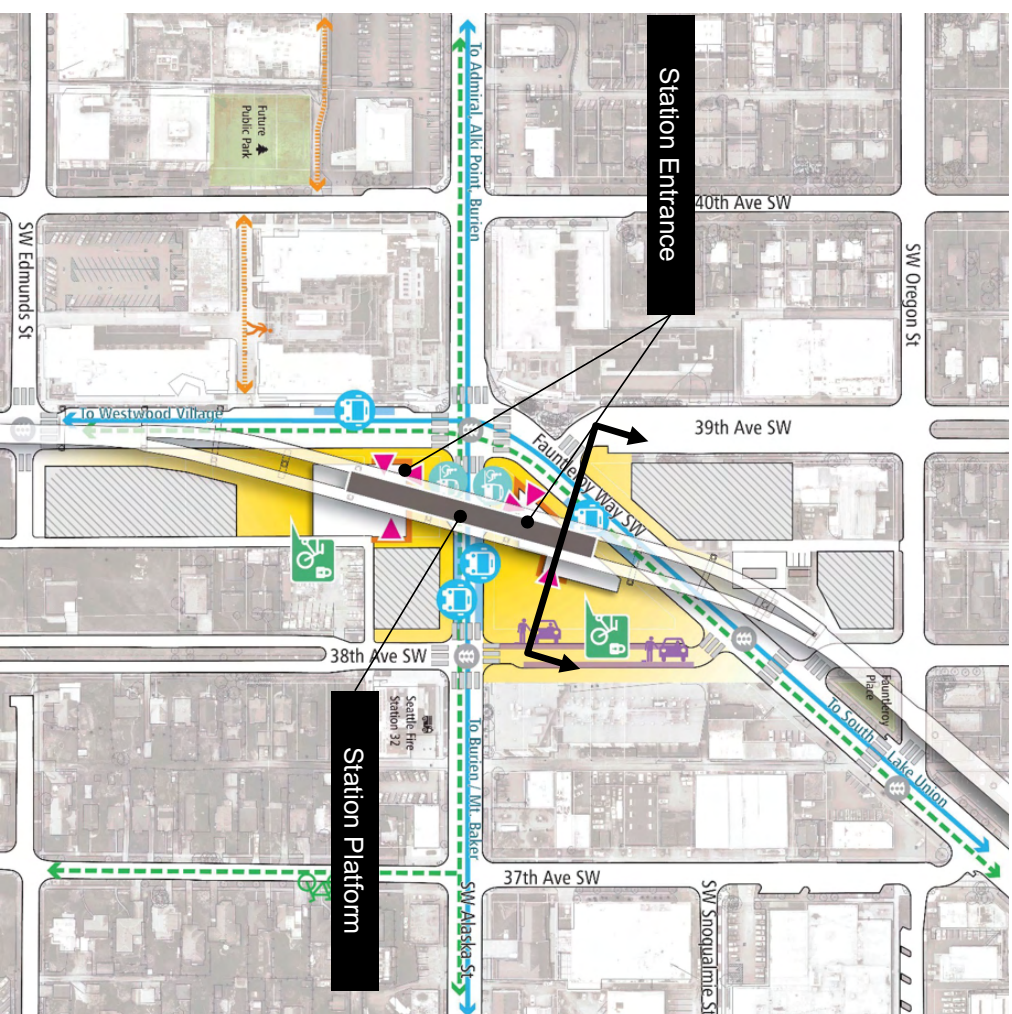 To Admiral, Alki Point, Burien
Future
Public Park
Station Entrance
40th Ave SW
SW Edmunds St
SW Oregon St
To Westwood Village
39th Ave SW
Fauntleroy Way SW
38th Ave SW
Seattle Fire
Station 32
Fauntleroy
Place
To South Lake Union
Station Platform
To Burien / Mt. Baker
37th Ave SW
SW Alaska St
SW Snoqualmie St